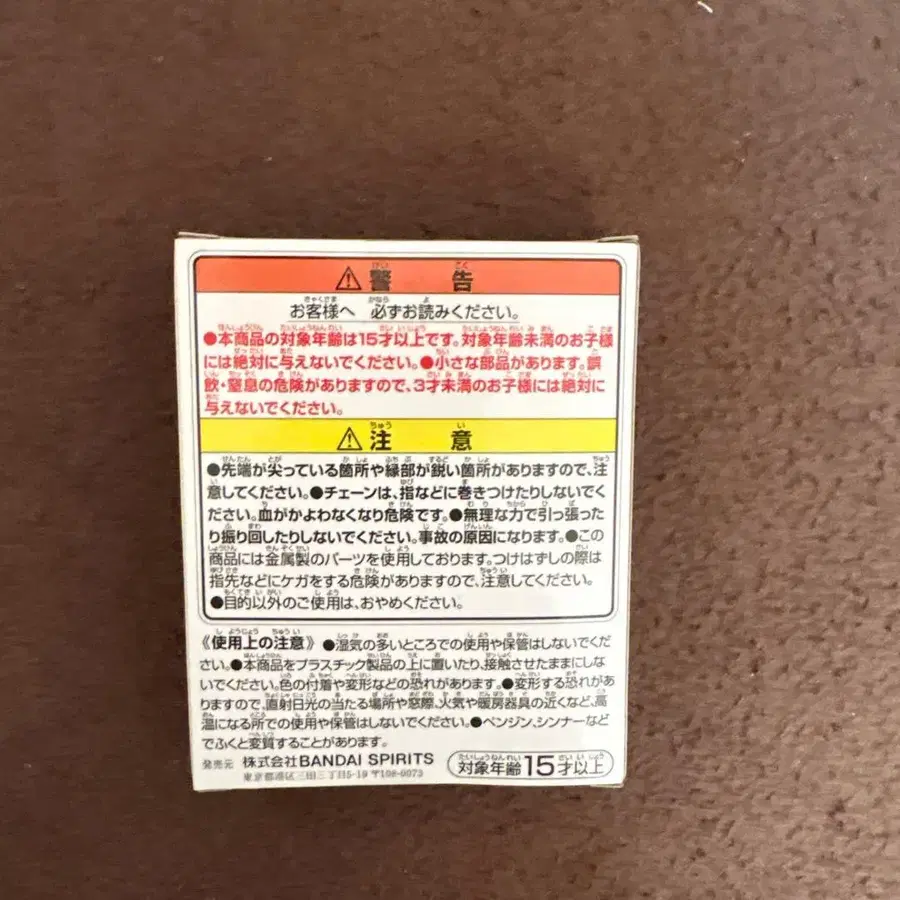 ⚠警 告
お客様へ 必ずお読みください。
●本商品の対象年齢は15才以上です。対象年齢未満のお子様
には絶対に与えないでください。●小さな部品があります。誤
飲・窒息の危険がありますので、3才未満のお子様には絶対に
与えないでください。
⚠注 意
●先端が尖っている箇所や縁部が鋭い箇所がありますので、注
意してください。●チェーンは、指などに巻きつけたりしないでく
ださい。血がかよわなくなり危険です。●無理な力で引っ張った
り振り回したりしないでください。事故の原因になります。●この
商品には金属製のパーツを使用しております。つけはずしの際は
指先などにケガをする危険がありますので、注意してください。
●目的以外のご使用は、おやめください。
《使用上の注意》●湿気の多いところでの使用や保管はしないでくだ
さい。●本商品をプラスチック製品の上に置いたり、接触させたままにしな
いでください。色の付着や変形などの恐れがあります。●変形する恐れがあり
ますので、直射日光の当たる場所や窓際、火気や暖房器具の近くなど、高
温になる所での使用や保管はしないでください。●ベンジン、シンナーなど
でふくと変質することがあります。
発売元 株式会社BANDAI SPIRITS
東京都港区三田三丁目5-19 〒108-0073
対象年齢15才以上